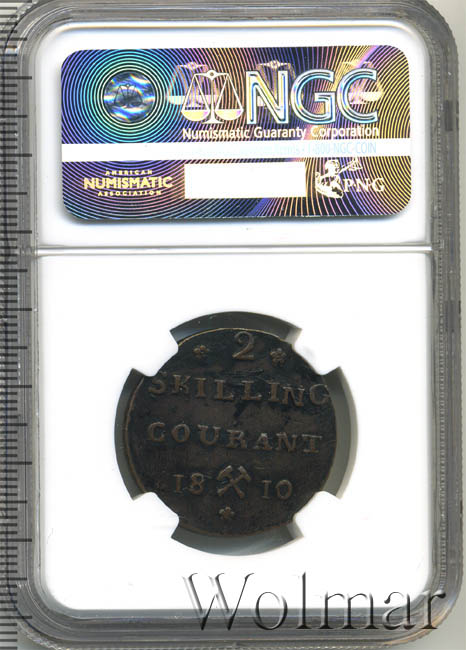 NGC
Numismatic Guaranty Corporation
1-800-NGC-COIN
AMERICAN
NUMISMATIC
ASSOCIATION
PNG
2
SKILLING
COURANT
18 10
Wolmar